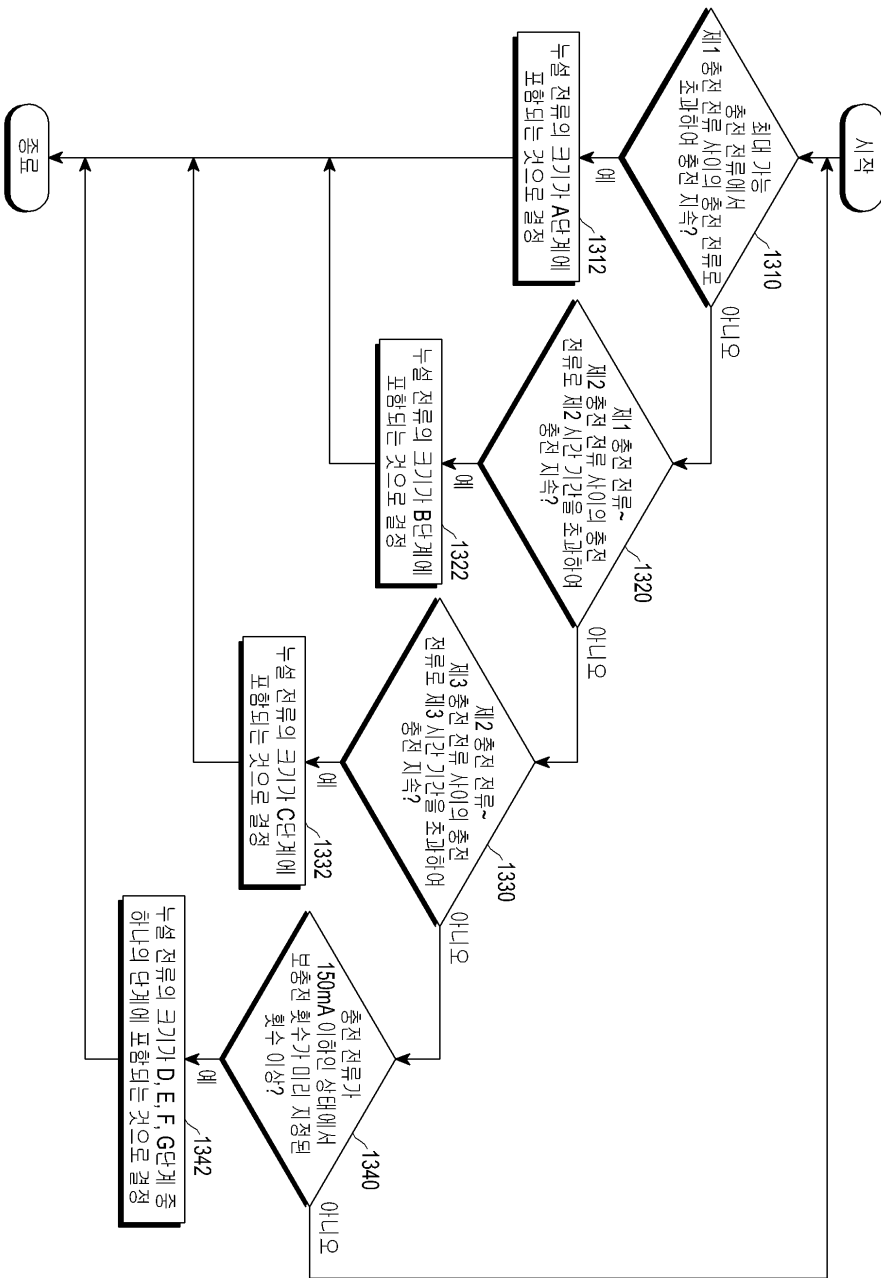 시작
최대 가능
충전 전류에서
제1 충전 전류 사이의 충전 전류로
초과하여 충전 지속?
1310
예
아니오
누설 전류의 크기가 A단계에
포함되는 것으로 결정
1312
제1 충전 전류~
제2 충전 전류 사이의 충전
전류로 제2 시간 기간을 초과하여
충전 지속?
1320
예
아니오
누설 전류의 크기가 B단계에
포함되는 것으로 결정
1322
제2 충전 전류~
제3 충전 전류 사이의 충전
전류로 제3 시간 기간을 초과하여
충전 지속?
1330
예
아니오
누설 전류의 크기가 C단계에
포함되는 것으로 결정
1332
충전 전류가
150mA 이하인 상태에서
보충전 횟수가 미리 지정된
횟수 이상?
1340
예
아니오
누설 전류의 크기가 D, E, F, G단계 중
하나의 단계에 포함되는 것으로 결정
1342
종료